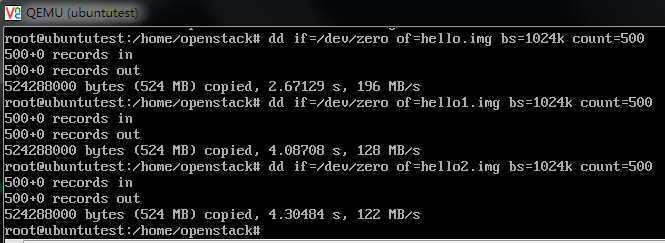 QEMU (ubuntutest)
root@ubuntutest:/home/openstack# dd if=/dev/zero of=hello.img bs=1024k count=500
500+0 records in
500+0 records out
524288000 bytes (524 MB) copied, 2.67129 s, 196 MB/s
root@ubuntutest:/home/openstack# dd if=/dev/zero of=hello1.img bs=1024k count=500
500+0 records in
500+0 records out
524288000 bytes (524 MB) copied, 4.08708 s, 128 MB/s
root@ubuntutest:/home/openstack# dd if=/dev/zero of=hello2.img bs=1024k count=500
500+0 records in
500+0 records out
524288000 bytes (524 MB) copied, 4.30484 s, 122 MB/s
root@ubuntutest:/home/openstack#